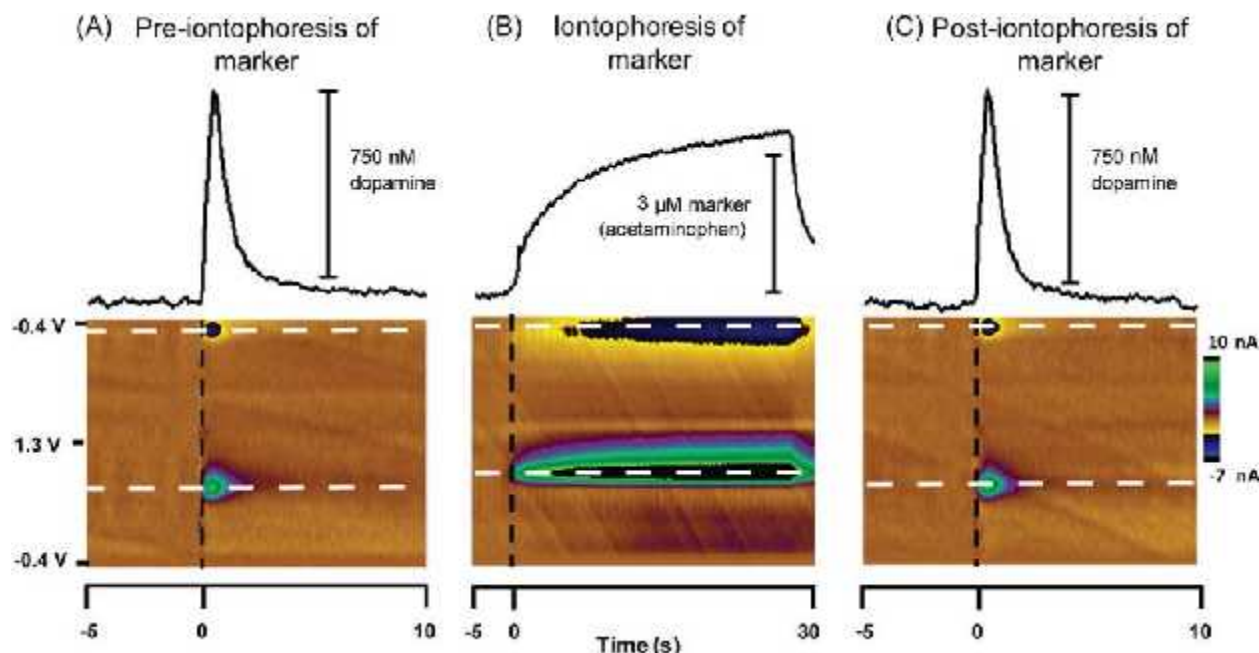 (A) Pre-iontophoresis of
marker
(B) Iontophoresis of
marker
(C) Post-iontophoresis of
marker
750 nM
dopamine
3 μM marker
(acetaminophen)
750 nM
dopamine
-0.4 V
1.3 V
-0.4 V
10 nA
-7 nA
-5 0 10
-5 0 30
Time (s)
-5 0 10